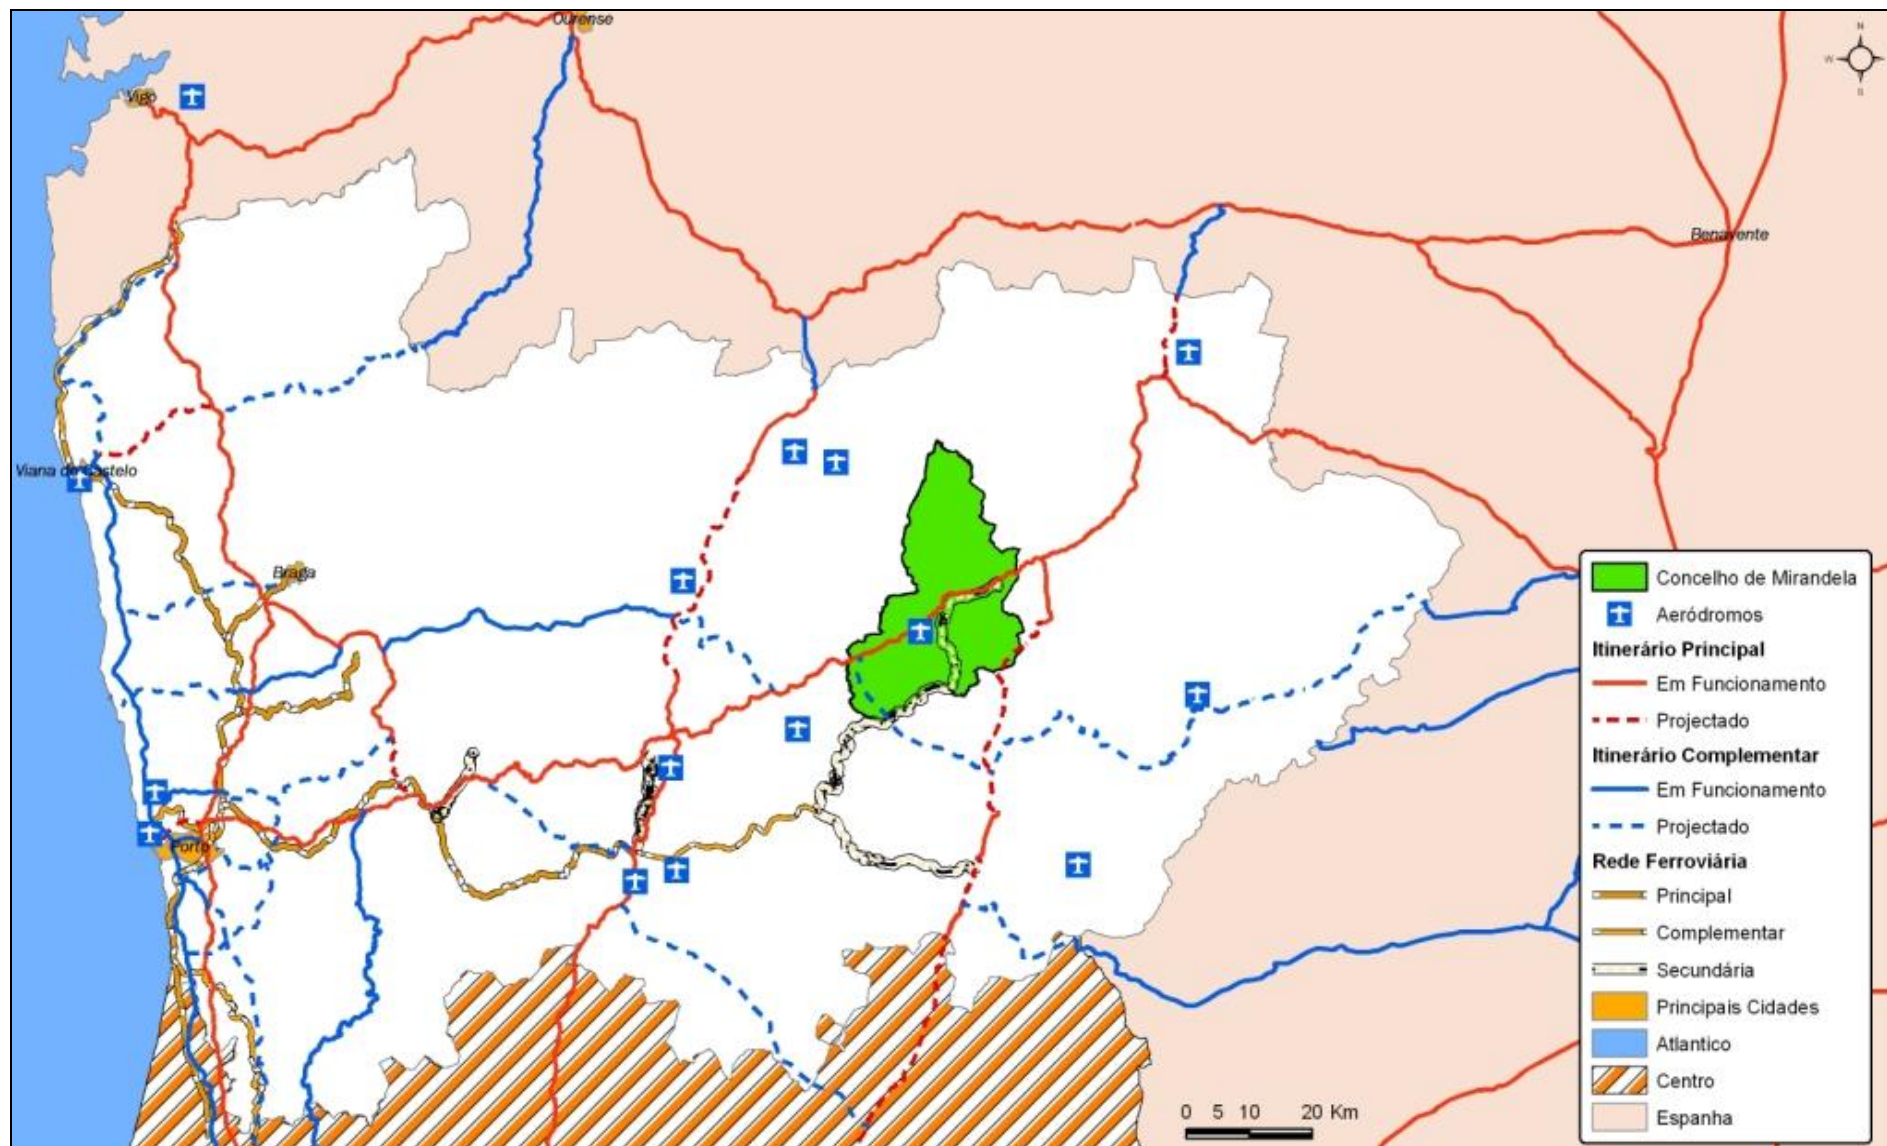 Ourense
N
Vigo
W
S
Benavente
Viana do Castelo
Braga
Concelho de Mirandela
Aeródromos
Itinerário Principal
Em Funcionamento
Projectado
Itinerário Complementar
Em Funcionamento
Projectado
Rede Ferroviária
Porto
Principal
Complementar
Secundária
Principais Cidades
Atlantico
Centro
0 5 10 20 Km
Espanha